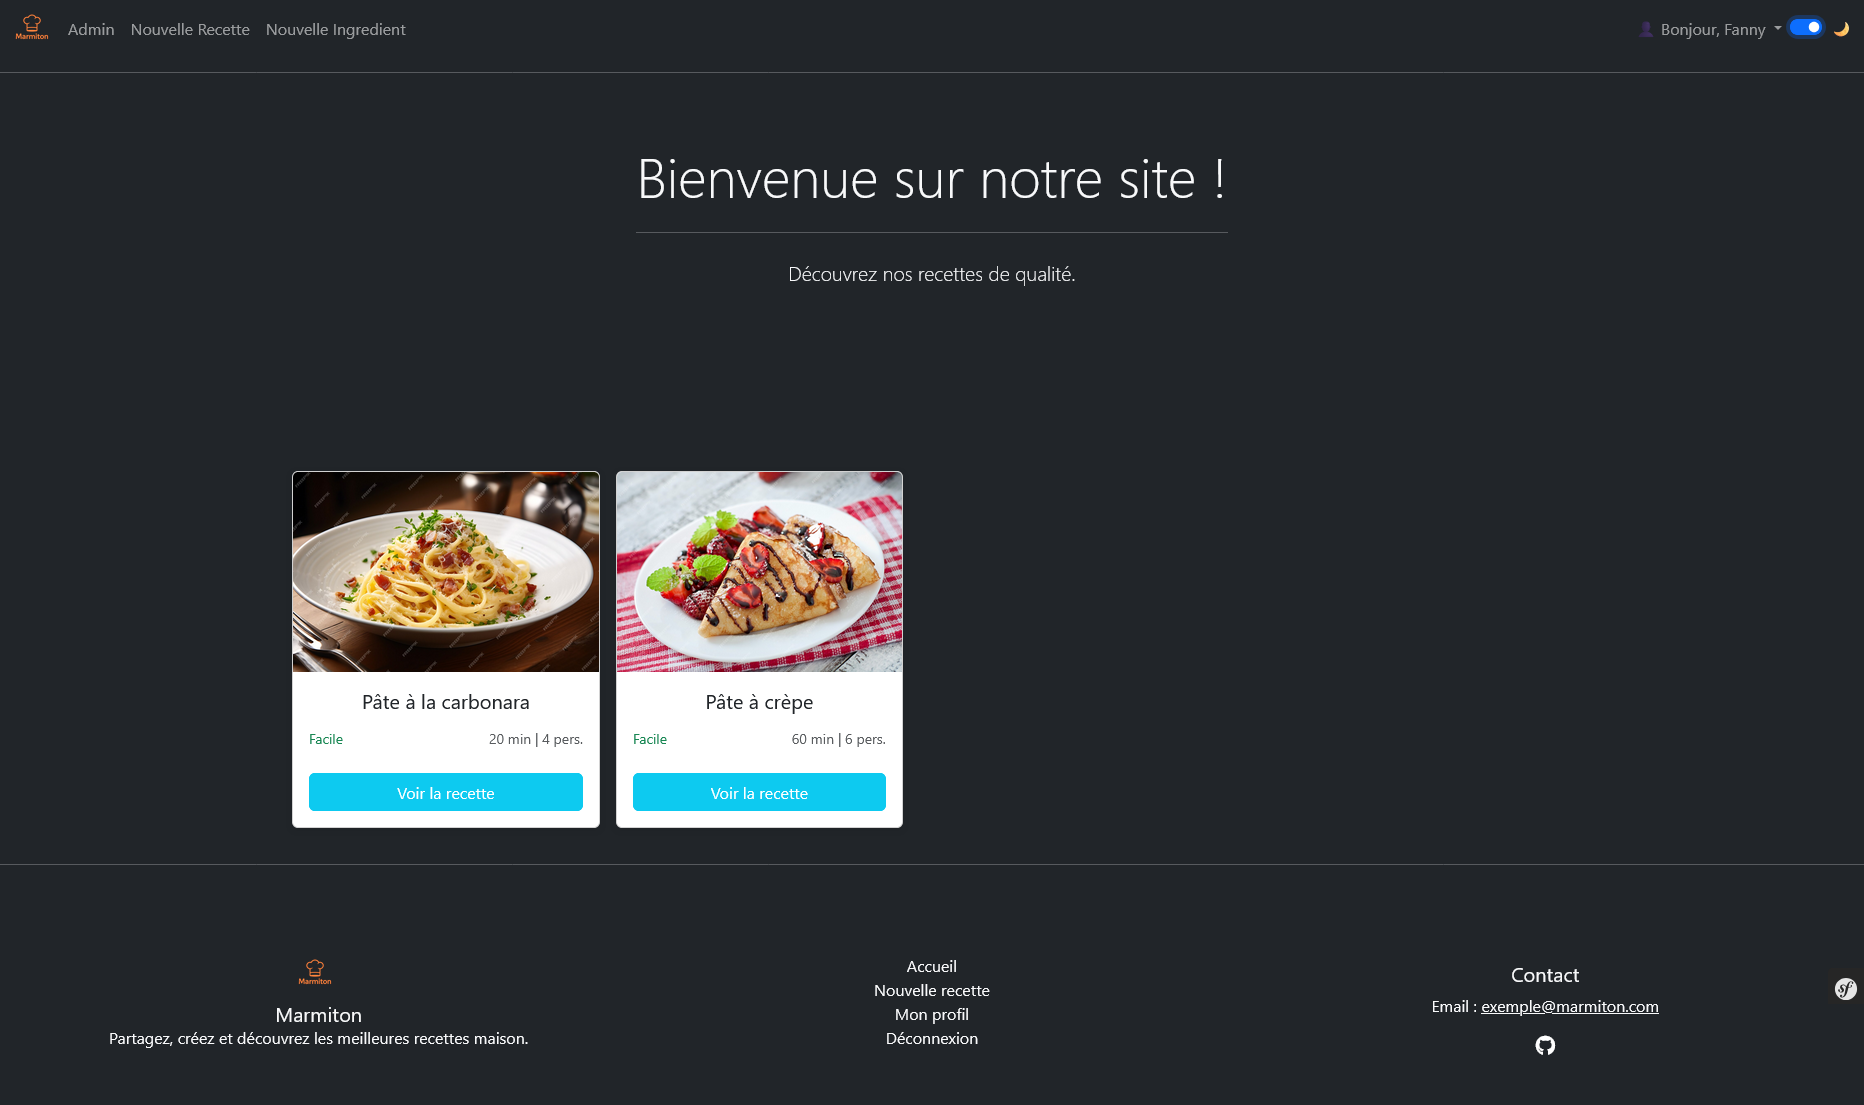 Marmiton
Admin
Nouvelle Recette
Nouvelle Ingredient
Bonjour, Fanny
Bienvenue sur notre site !
Découvrez nos recettes de qualité.
Pâte à la carbonara
Facile
20 min | 4 pers.
Voir la recette
Pâte à crèpe
Facile
60 min | 6 pers.
Voir la recette
Marmiton
Marmiton
Partagez, créez et découvrez les meilleures recettes maison.
Accueil
Nouvelle recette
Mon profil
Déconnexion
Contact
Email : exemple@marmiton.com
sf